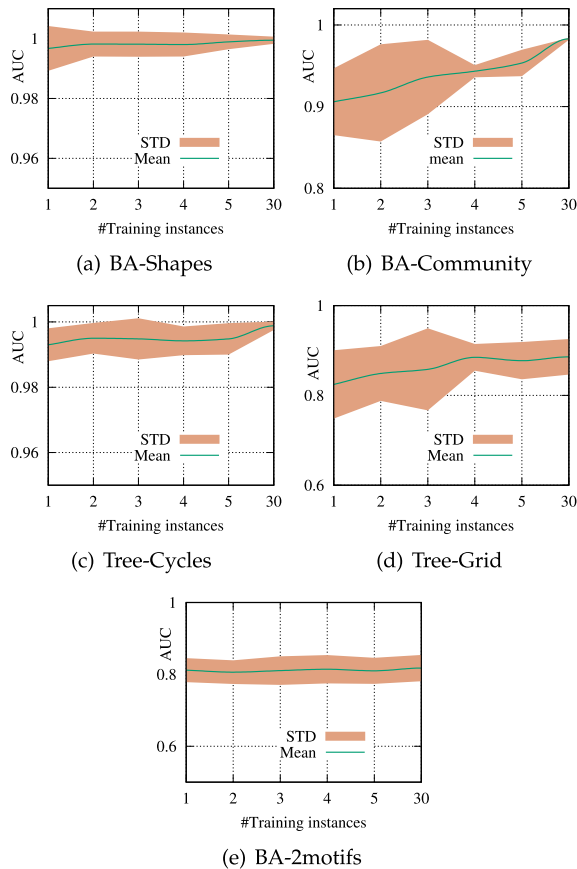 1
0.98
0.96
AUC
STD
Mean
1 2 3 4 5 30
#Training instances
(a) BA-Shapes
1
0.9
0.8
AUC
STD
mean
1 2 3 4 5 30
#Training instances
(b) BA-Community
1
0.98
0.96
AUC
STD
Mean
1 2 3 4 5 30
#Training instances
(c) Tree-Cycles
1
0.8
0.6
AUC
STD
Mean
1 2 3 4 5 30
#Training instances
(d) Tree-Grid
1
0.8
0.6
AUC
STD
Mean
1 2 3 4 5 30
#Training instances
(e) BA-2motifs